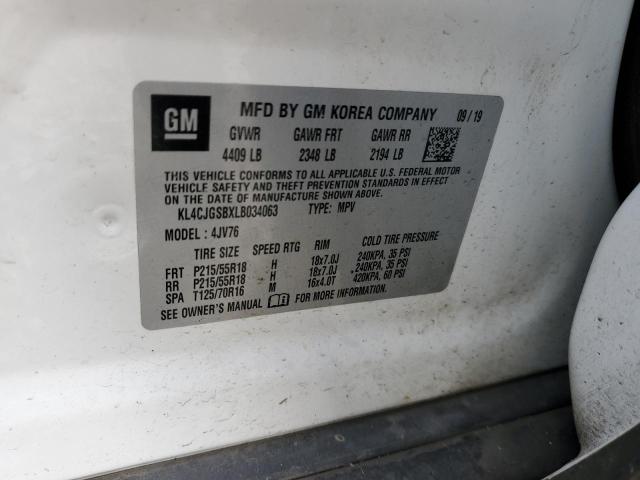 GM MFD BY GM KOREA COMPANY 09/19
GVWR GAWR FRT GAWR RR
4409 LB 2348 LB 2194 LB
THIS VEHICLE CONFORMS TO ALL APPLICABLE U.S. FEDERAL MOTOR
VEHICLE SAFETY AND THEFT PREVENTION STANDARDS IN EFFECT
ON THE DATE OF MANUFACTURE SHOWN ABOVE.
KL4CJGSBXLB034063 TYPE: MPV
MODEL : 4JV76
TIRE SIZE SPEED RTG RIM COLD TIRE PRESSURE
FRT P215/55R18 H 18x7.0J 240KPA, 35 PSI
RR P215/55R18 H 18x7.0J 240KPA, 35 PSI
SPA T125/70R16 M 16x4.0T 420KPA, 60 PSI
SEE OWNER'S MANUAL FOR MORE INFORMATION.